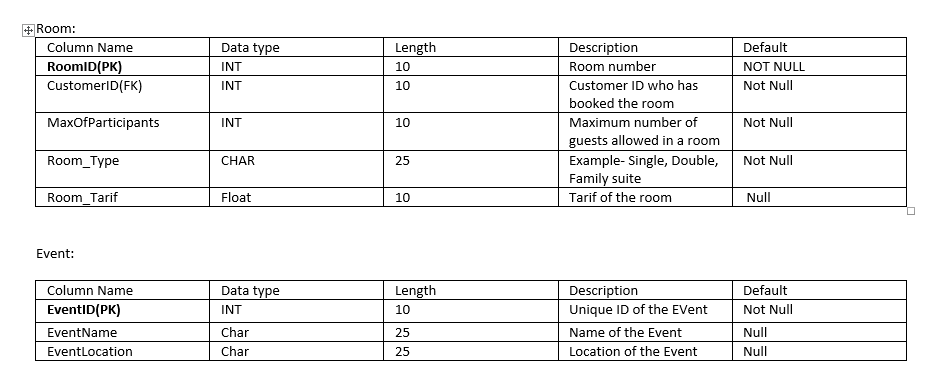 Room:
Column Name Data type Length Description Default
RoomID(PK) INT 10 Room number NOT NULL
CustomerID(FK) INT 10 Customer ID who has Not Null
booked the room
MaxOfParticipants INT 10 Maximum number of Not Null
guests allowed in a room
Room_Type CHAR 25 Example- Single, Double, Not Null
Family suite
Room_Tarif Float 10 Tarif of the room Null
Event:
Column Name Data type Length Description Default
EventID(PK) INT 10 Unique ID of the EVent Not Null
EventName Char 25 Name of the Event Null
EventLocation Char 25 Location of the Event Null